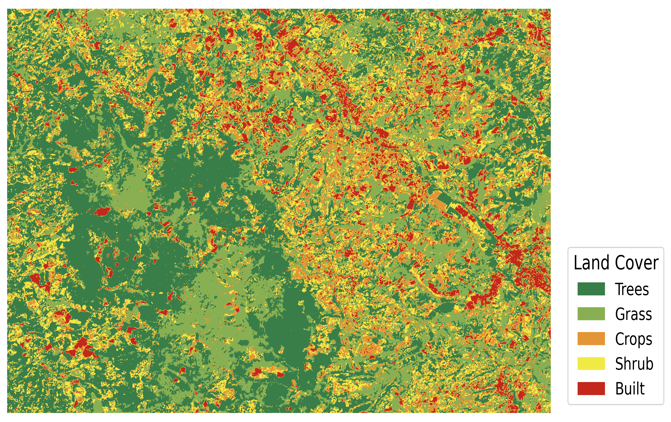 Land Cover
Trees
Grass
Crops
Shrub
Built